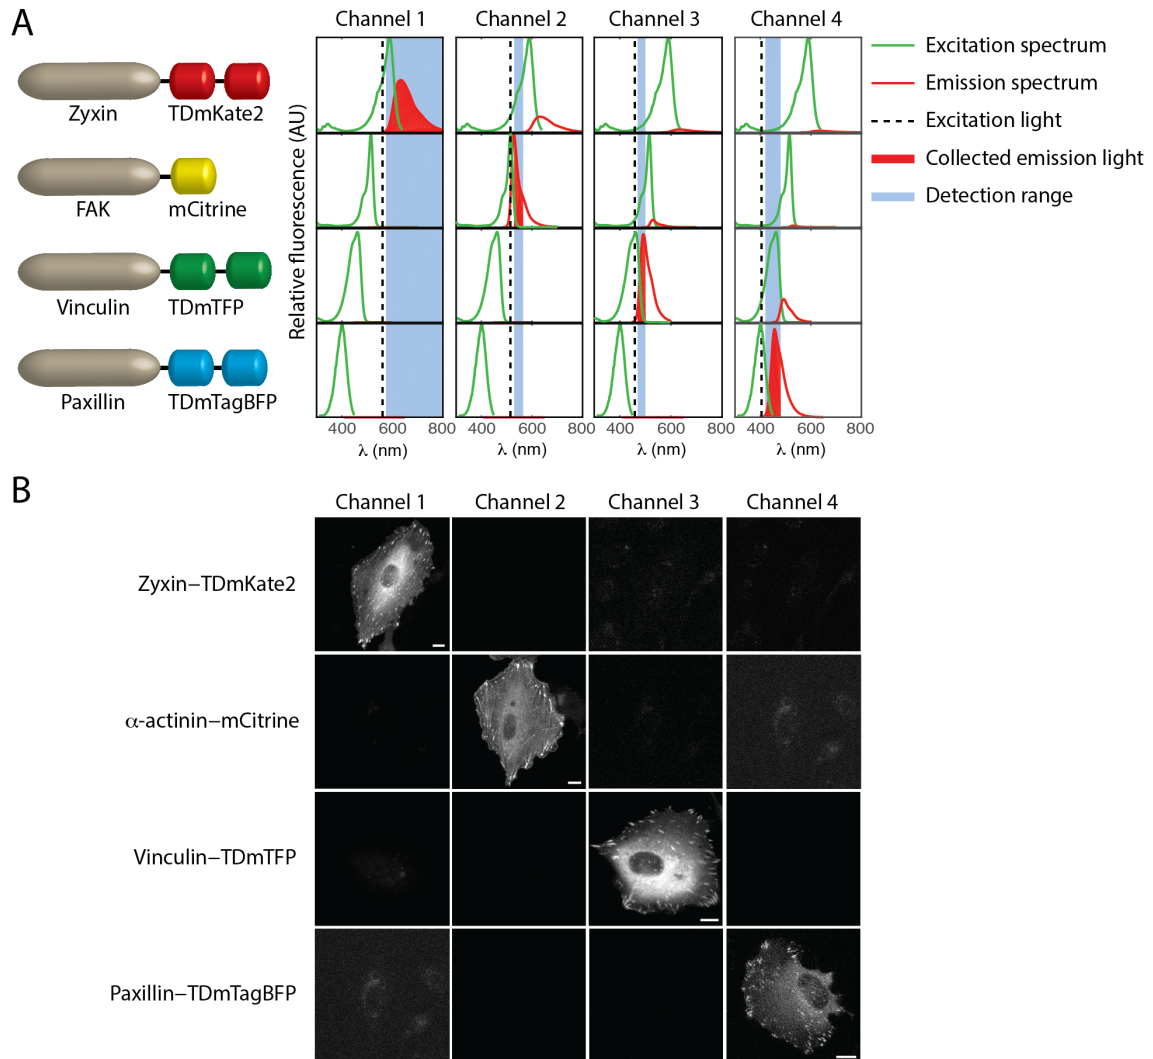 A
Channel 1 Channel 2 Channel 3 Channel 4
Zyxin TDmKate2
FAK mCitrine
Vinculin TDmTFP
Paxillin TDmTagBFP
Relative fluorescence (AU)
400 600 800 400 600 800 400 600 800 400 600 800
λ (nm) λ (nm) λ (nm) λ (nm)
Excitation spectrum
Emission spectrum
Excitation light
Collected emission light
Detection range
B
Channel 1 Channel 2 Channel 3 Channel 4
Zyxin–TDmKate2
α-actinin–mCitrine
Vinculin–TDmTFP
Paxillin–TDmTagBFP